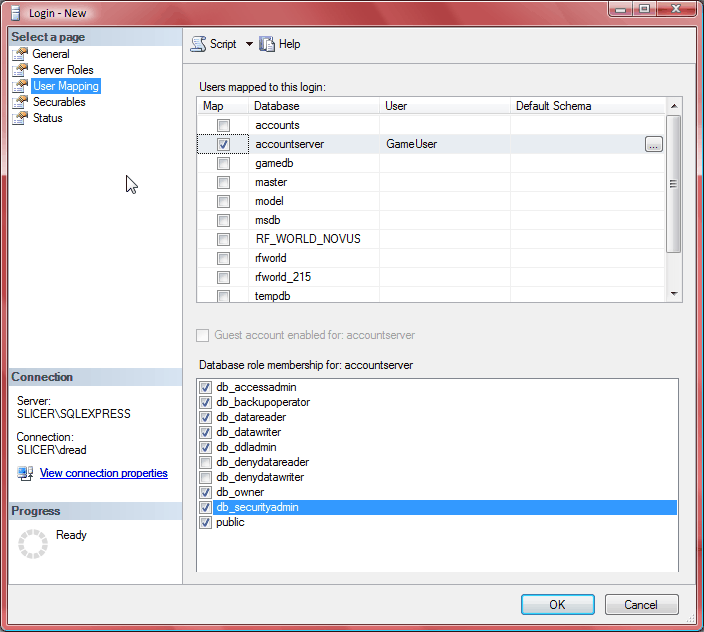 Login - New
Select a page
General
Server Roles
User Mapping
Securables
Status
Script
Help
Users mapped to this login:
Map Database User Default Schema
accounts
accountserver GameUser ...
gamedb
master
model
msdb
RF_WORLD_NOVUS
rfworld
rfworld_215
tempdb
Guest account enabled for: accountserver
Database role membership for: accountserver
db_accessadmin
db_backupoperator
db_datareader
db_datawriter
db_ddladmin
db_denydatareader
db_denydatawriter
db_owner
db_securityadmin
public
Connection
Server:
SLICER\SQLEXPRESS
Connection:
SLICER\dread
View connection properties
Progress
Ready
OK
Cancel